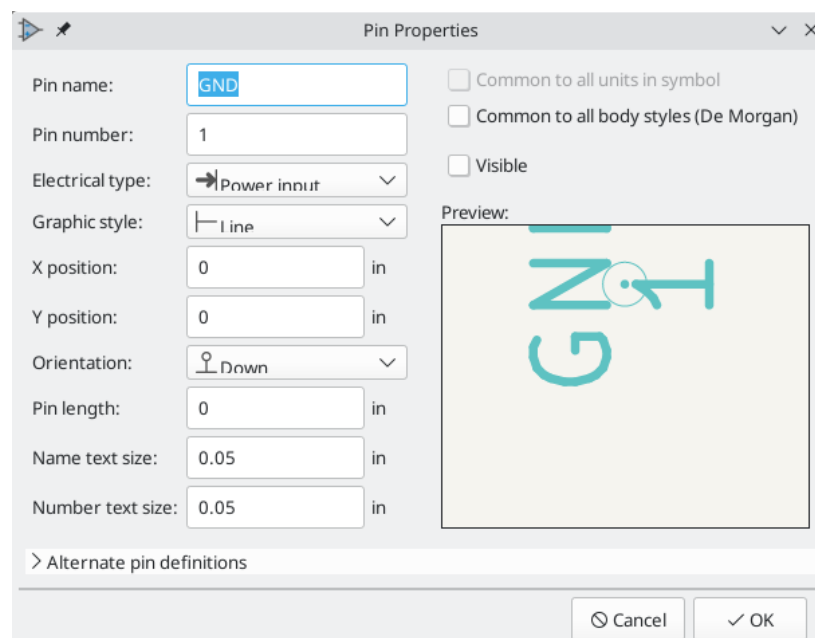 Pin Properties
Pin name:
GND
Pin number:
1
Electrical type:
Power input
Graphic style:
Line
X position:
0
in
Y position:
0
in
Orientation:
Down
Pin length:
0
in
Name text size:
0.05
in
Number text size:
0.05
in
Common to all units in symbol
Common to all body styles (De Morgan)
Visible
Preview:
GN
1
Alternate pin definitions
Cancel
OK